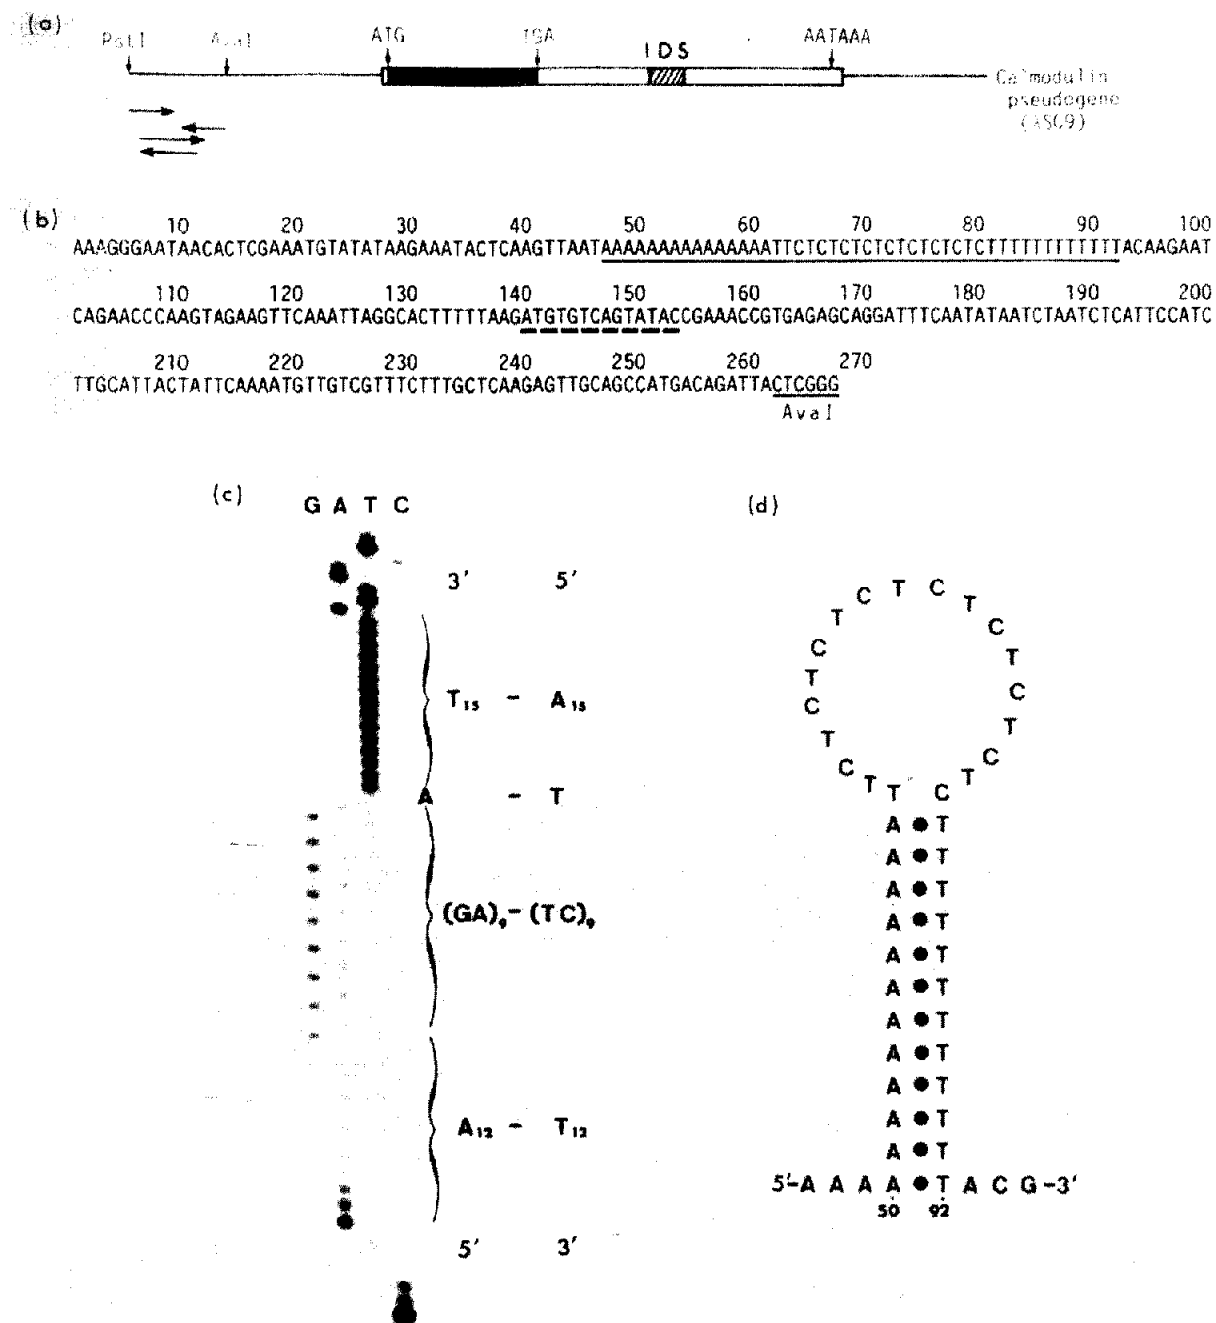 (a)
PstI AvaI ATG TGA IDS AATAAA
Calmodulin
pseudogene
(λSC9)
(b)
10 20 30 40 50 60 70 80 90 100
AAAGGGAATAACACTCGAAATGTATATAAGAAATACTCAAGTTAATAAAAAAAAAAAAAAATTCTCTCTCTCTCTCTCTCTTTTTTTTTTTTACAAGAAT
110 120 130 140 150 160 170 180 190 200
CAGAACCCAAGTAGAAGTTCAAATTAGGCACTTTTTAAGATGTGTCAGTATACCGAAACCGTGAGAGCAGGATTTCAATATAATCTAATCTCATTCCATC
210 220 230 240 250 260 270
TTGCATTACTATTCAAAATGTTGTCGTTTCTTTGCTCAAGAGTTGCAGCCATGACAGATTACTCGGG
AvaI
(c)
G A T C
3′ 5′
T₁₅ – A₁₅
A – T
(GA)₉–(TC)₉
A₁₂ – T₁₂
5′ 3′
(d)
T T C T C T C T C T C T C T C T C T C
A T
A T
A T
A T
A T
A T
A T
A T
A T
A T
A T
5′-A A A A T A C G-3′
50 92